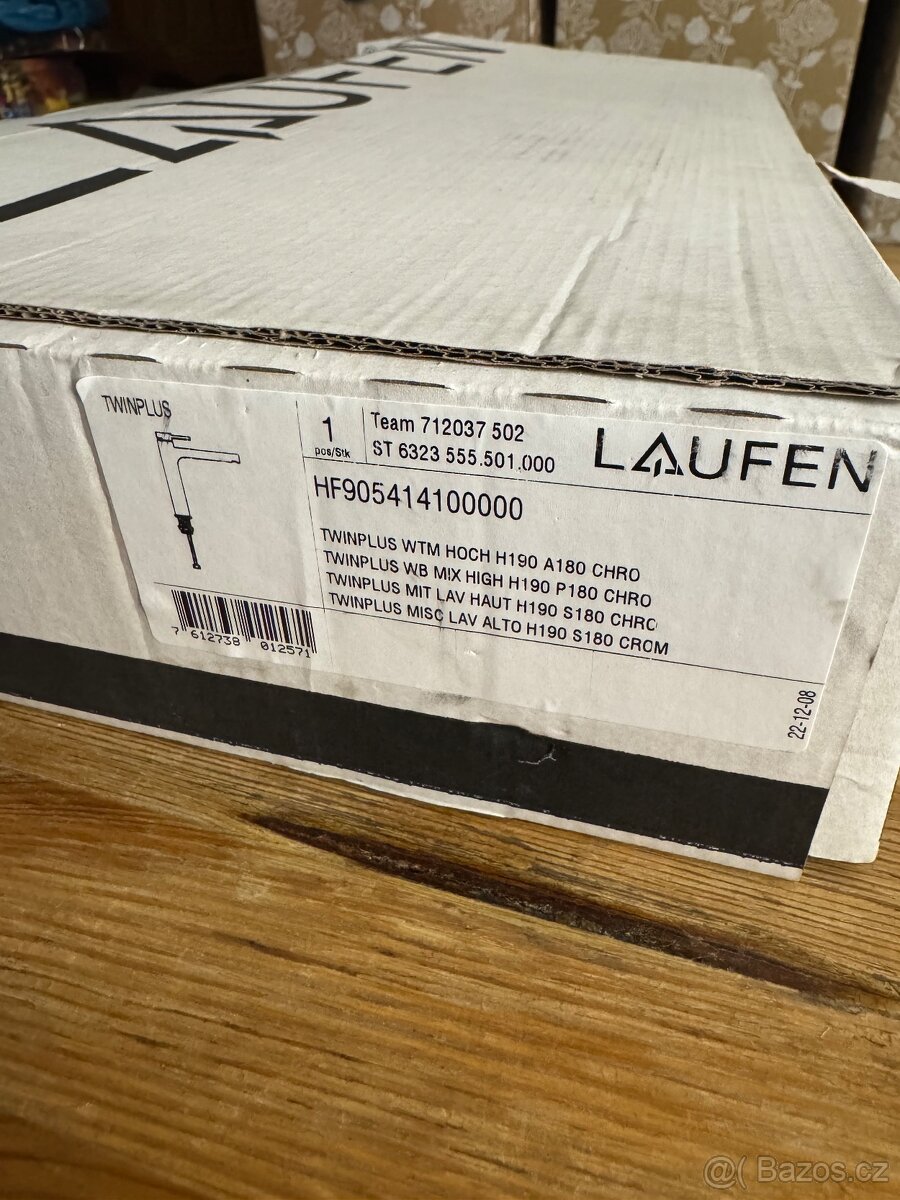 LAUFEN
TWINPLUS
1
pos/Stk
Team 712037 502
ST 6323 555.501.000
LAUFEN
HF905414100000
TWINPLUS WTM HOCH H190 A180 CHRO
TWINPLUS WB MIX HIGH H190 P180 CHRO
TWINPLUS MIT LAV HAUT H190 S180 CHRO
TWINPLUS MISC LAV ALTO H190 S180 CROM
7 612738 012571
22-12-08
@( Bazos.cz